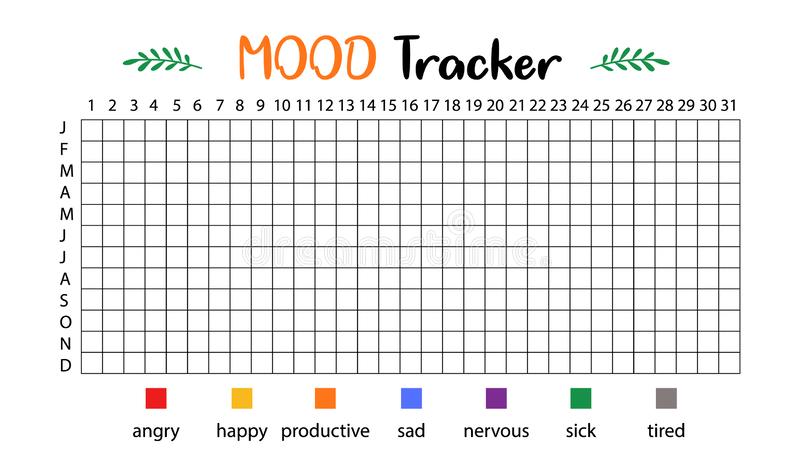 MOOD Tracker
1 2 3 4 5 6 7 8 9 10 11 12 13 14 15 16 17 18 19 20 21 22 23 24 25 26 27 28 29 30 31
J
F
M
A
M
J
J
A
S
O
N
D
dreamstime.com
angry happy productive sad nervous sick tired